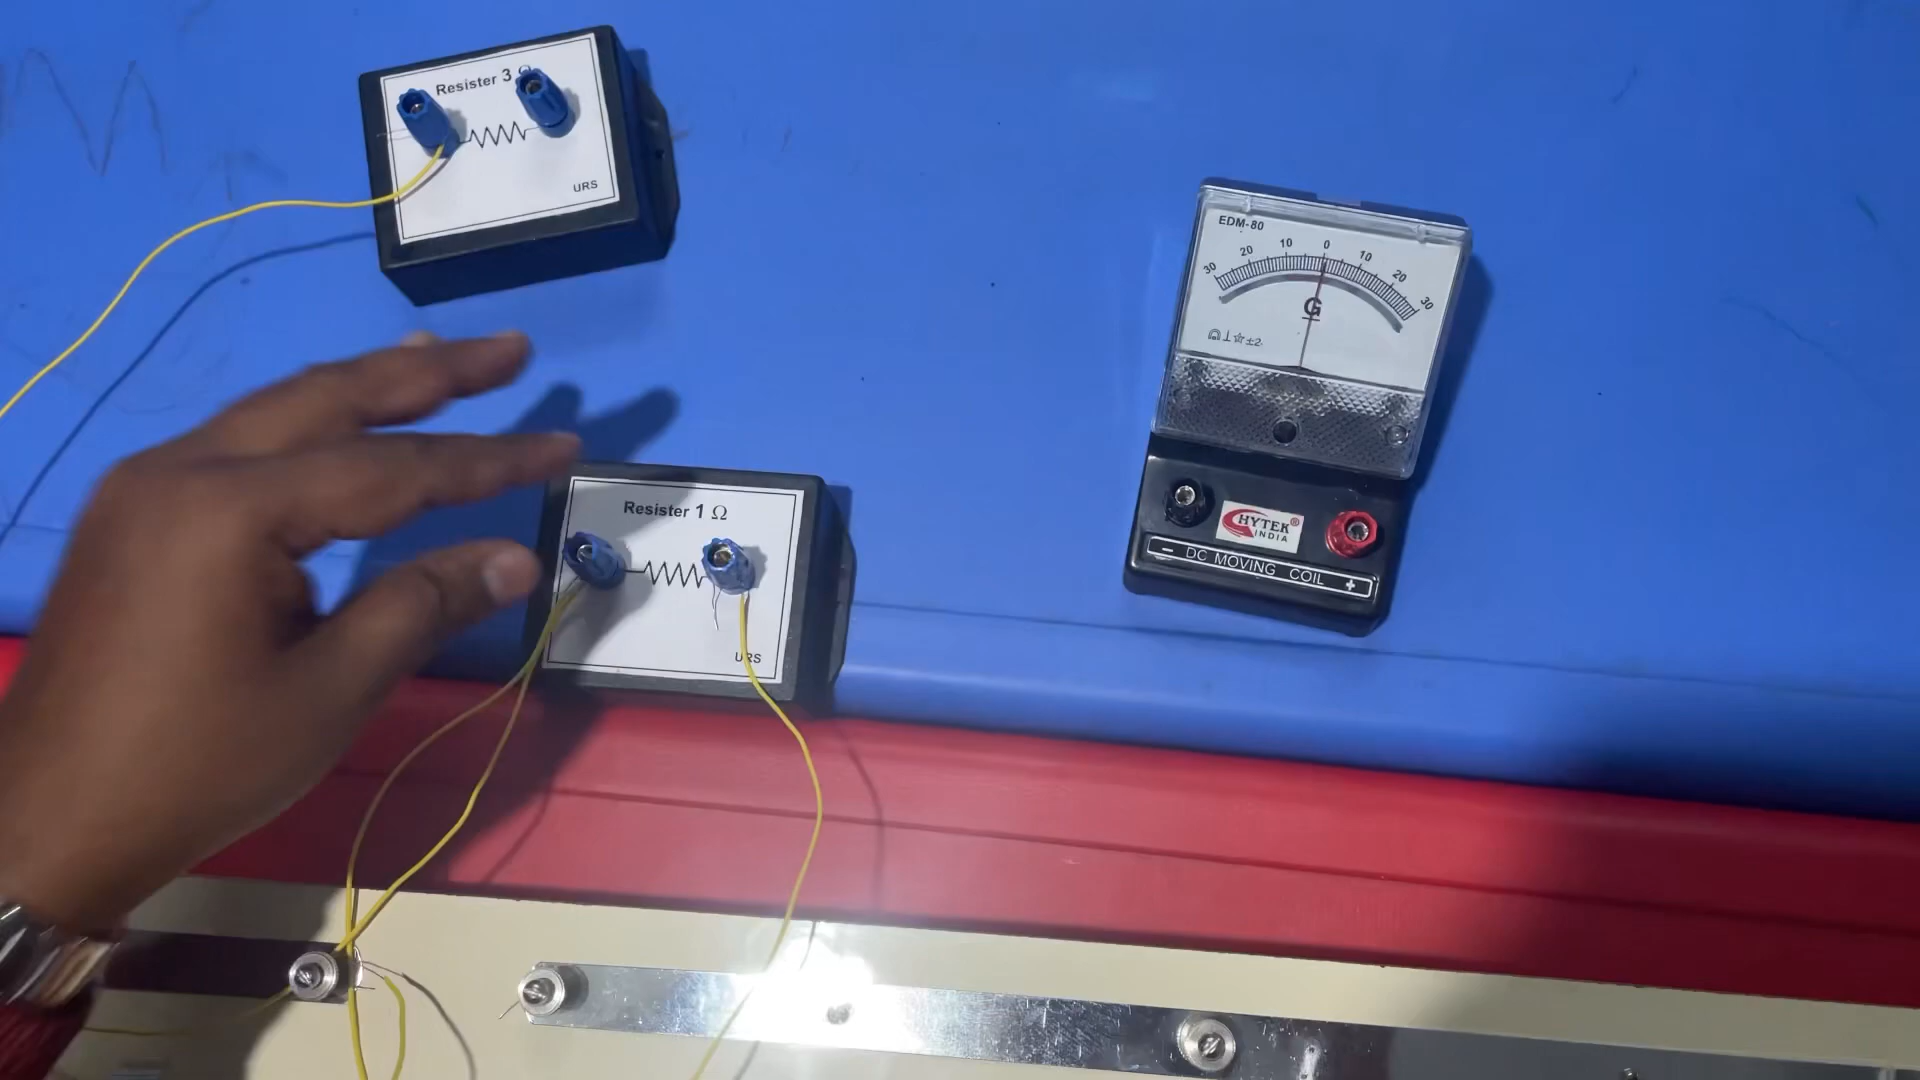 Resister 3 Ω
URS
Resister 1 Ω
URS
EDM-80
30 20 10 0 10 20 30
G
±2
HYTEK®
INDIA
− DC MOVING COIL +